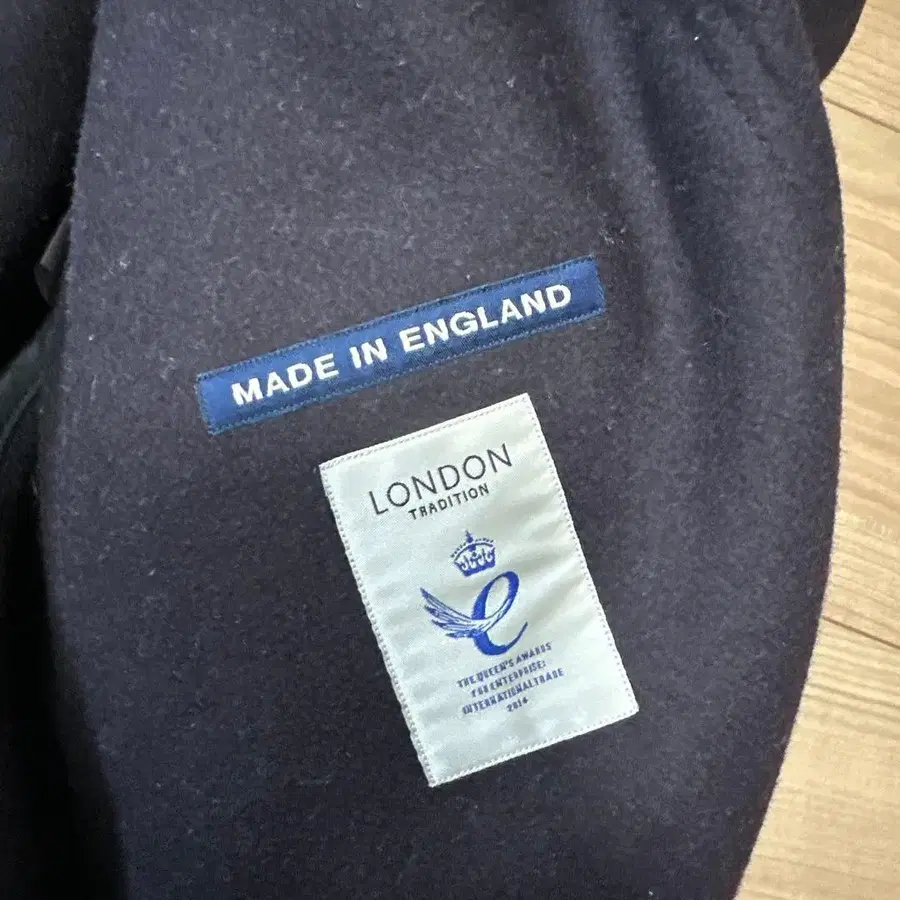 MADE IN ENGLAND
LONDON
TRADITION
e
THE QUEEN'S AWARDS
FOR ENTERPRISE:
INTERNATIONAL TRADE
2014